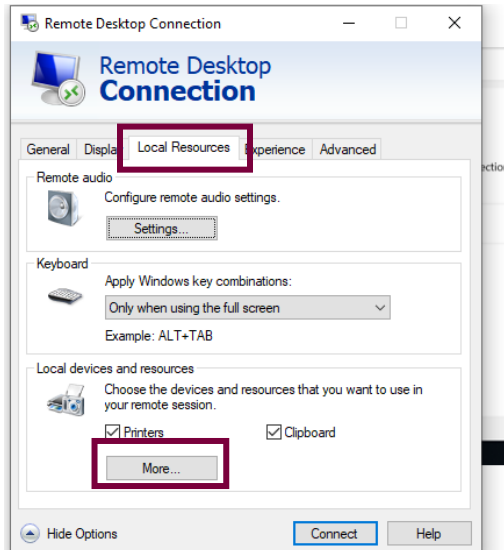 Remote Desktop Connection
Remote Desktop
Connection
General Display Local Resources Experience Advanced
Remote audio
Configure remote audio settings.
Settings...
Keyboard
Apply Windows key combinations:
Only when using the full screen
Example: ALT+TAB
Local devices and resources
Choose the devices and resources that you want to use in
your remote session.
Printers Clipboard
More...
Hide Options Connect Help